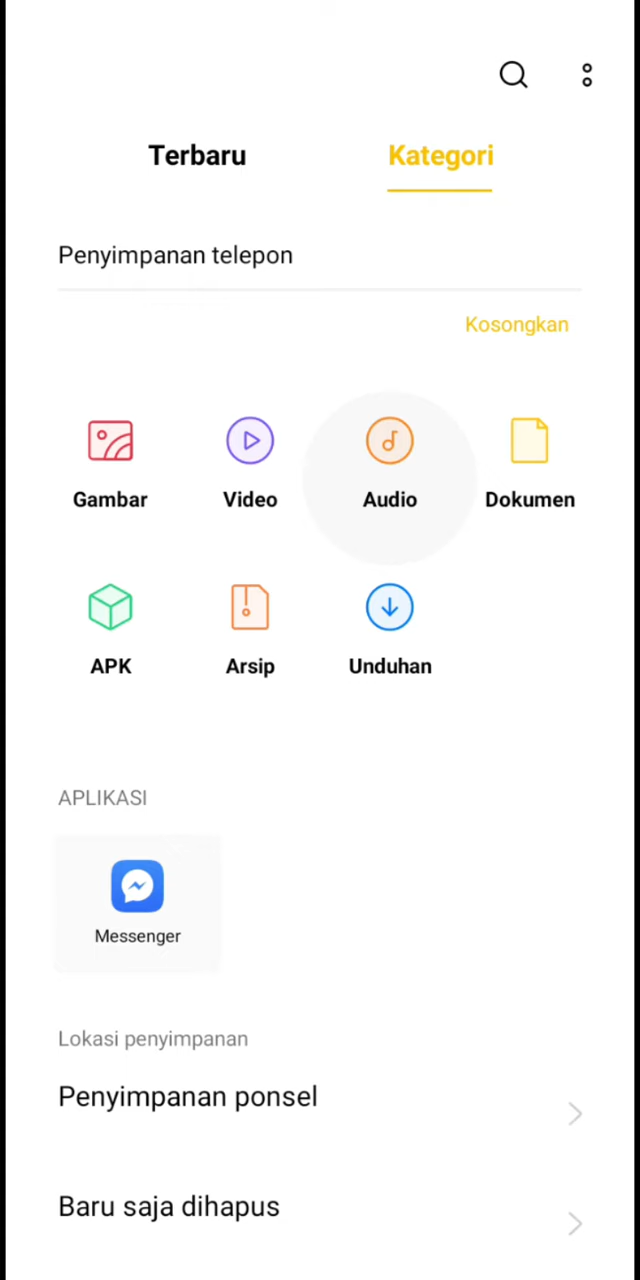 Terbaru Kategori
Penyimpanan telepon
Kosongkan
Gambar Video Audio Dokumen
APK Arsip Unduhan
APLIKASI
Messenger
Lokasi penyimpanan
Penyimpanan ponsel
Baru saja dihapus